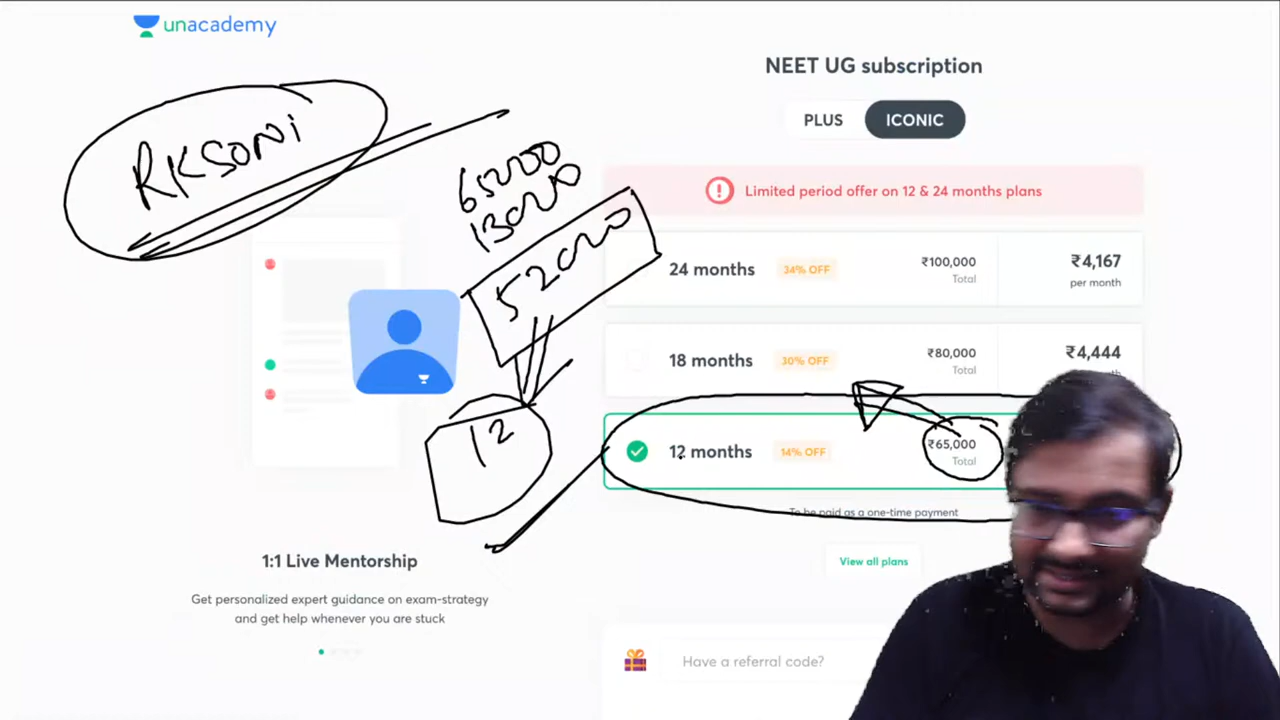 unacademy
NEET UG subscription
PLUS
ICONIC
RKSONI
Limited period offer on 12 & 24 months plans
65000
13000
52000
24 months
34% OFF
₹100,000
Total
₹4,167
per month
18 months
30% OFF
₹80,000
Total
₹4,444
12
12 months
14% OFF
₹65,000
Total
To be paid as a one-time payment
View all plans
1:1 Live Mentorship
Get personalized expert guidance on exam-strategy
and get help whenever you are stuck
Have a referral code?